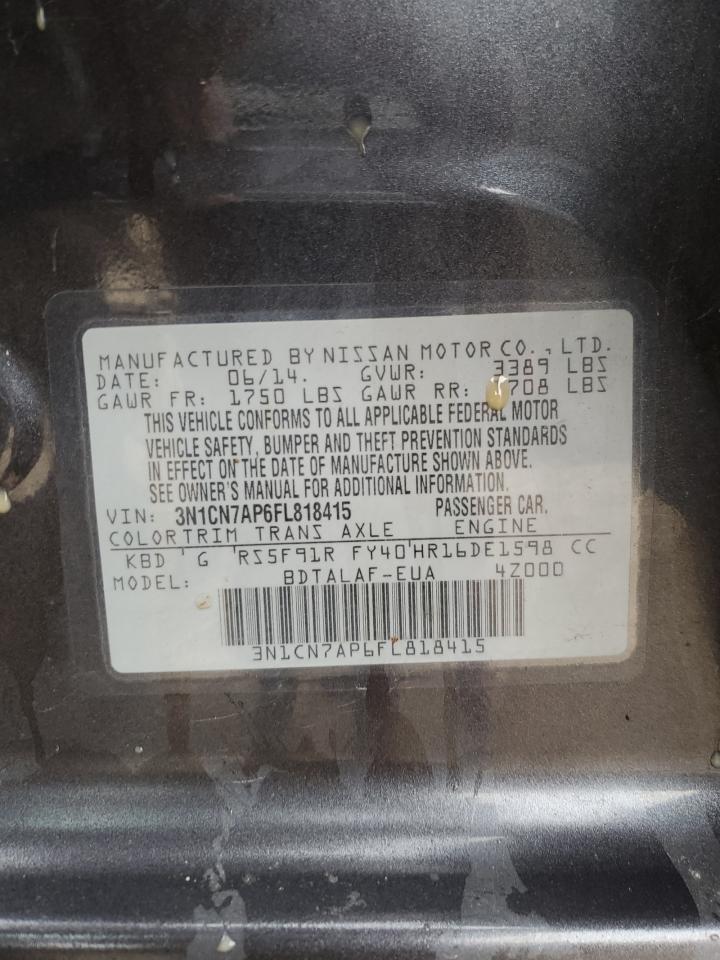 MANUFACTURED BY NISSAN MOTOR CO., LTD.
DATE: 06/14. GVWR: 3389 LBS
GAWR FR: 1750 LBS GAWR RR: 708 LBS
THIS VEHICLE CONFORMS TO ALL APPLICABLE FEDERAL MOTOR
VEHICLE SAFETY, BUMPER AND THEFT PREVENTION STANDARDS
IN EFFECT ON THE DATE OF MANUFACTURE SHOWN ABOVE.
SEE OWNER'S MANUAL FOR ADDITIONAL INFORMATION.
VIN: 3N1CN7AP6FL818415 PASSENGER CAR.
COLOR TRIM TRANS AXLE ENGINE
KBD G RS5F91R FY40 HR16DE1598 CC
MODEL: BDTALAF-EUA 4Z000
3N1CN7AP6FL818415